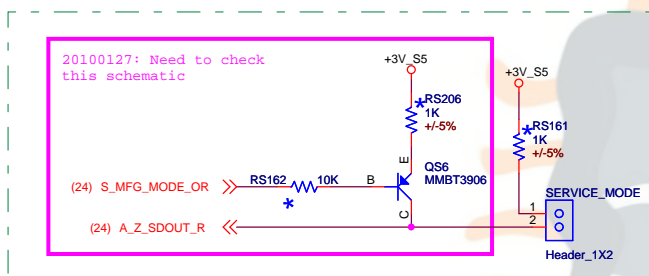 20100127: Need to check
this schematic
+3V_S5
+3V_S5
*RS206
1K
+/-5%
*RS161
1K
+/-5%
E
QS6
MMBT3906
(24) S_MFG_MODE_OR
RS162
10K
B
*
C
SERVICE_MODE
1
2
(24) A_Z_SDOUT_R
Header_1X2